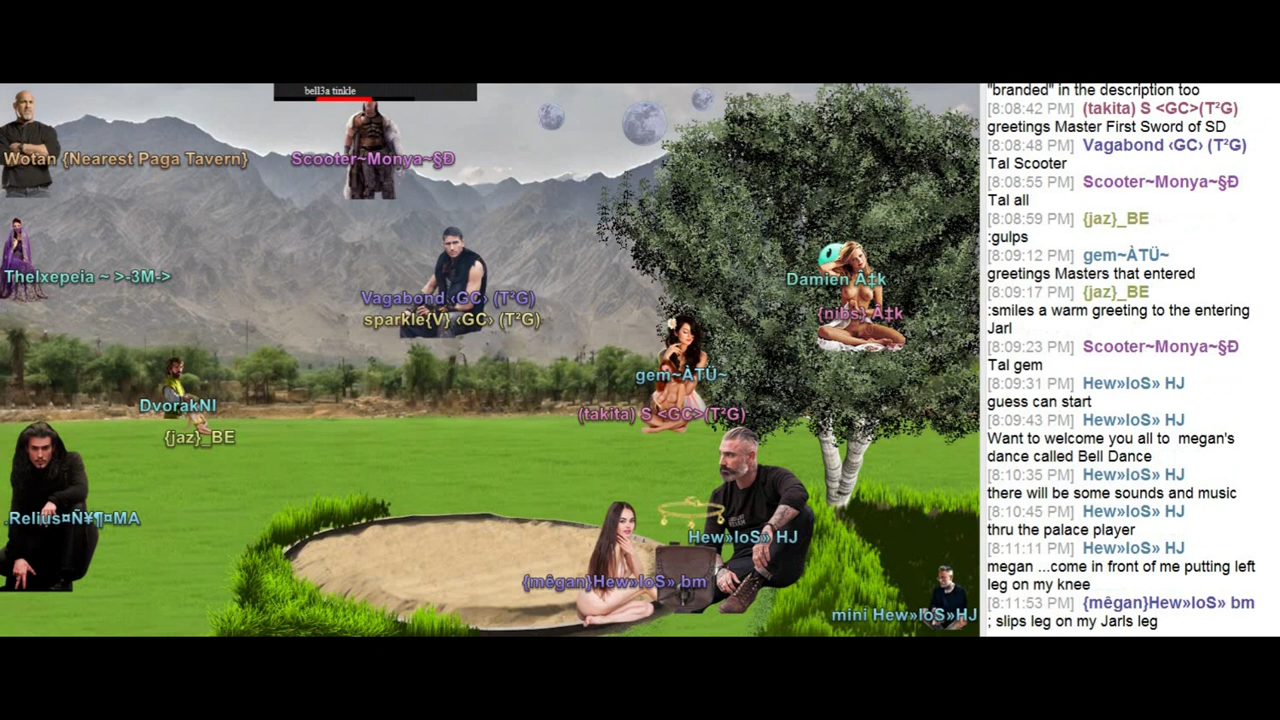 bell3a tinkle
Wotan {Nearest Paga Tavern}
Scooter~Monya~§Ð
Thelxepeia ~ >-3M->
Vagabond ‹GC› (T²G)
sparkle{V} ‹GC› (T²G)
Damien Å‡k
{nibs} Å‡k
gem~ÀTÜ~
(takita) S <GC>(T²G)
DvorakNI
{jaz}_BE
.Relius¤Ñ¥¶¤MA
Hew»IoS» HJ
{mêgan}Hew»IoS» bm
mini Hew»IoS»HJ
"branded" in the description too
[8:08:42 PM] (takita) S <GC>(T²G)
greetings Master First Sword of SD
[8:08:48 PM] Vagabond ‹GC› (T²G)
Tal Scooter
[8:08:55 PM] Scooter~Monya~§Ð
Tal all
[8:08:59 PM] {jaz}_BE
:gulps
[8:09:12 PM] gem~ÀTÜ~
greetings Masters that entered
[8:09:17 PM] {jaz}_BE
:smiles a warm greeting to the entering
Jarl
[8:09:23 PM] Scooter~Monya~§Ð
Tal gem
[8:09:31 PM] Hew»IoS» HJ
guess can start
[8:09:43 PM] Hew»IoS» HJ
Want to welcome you all to megan's
dance called Bell Dance
[8:10:35 PM] Hew»IoS» HJ
there will be some sounds and music
[8:10:45 PM] Hew»IoS» HJ
thru the palace player
[8:11:11 PM] Hew»IoS» HJ
megan ...come in front of me putting left
leg on my knee
[8:11:53 PM] {mêgan}Hew»IoS» bm
; slips leg on my Jarls leg